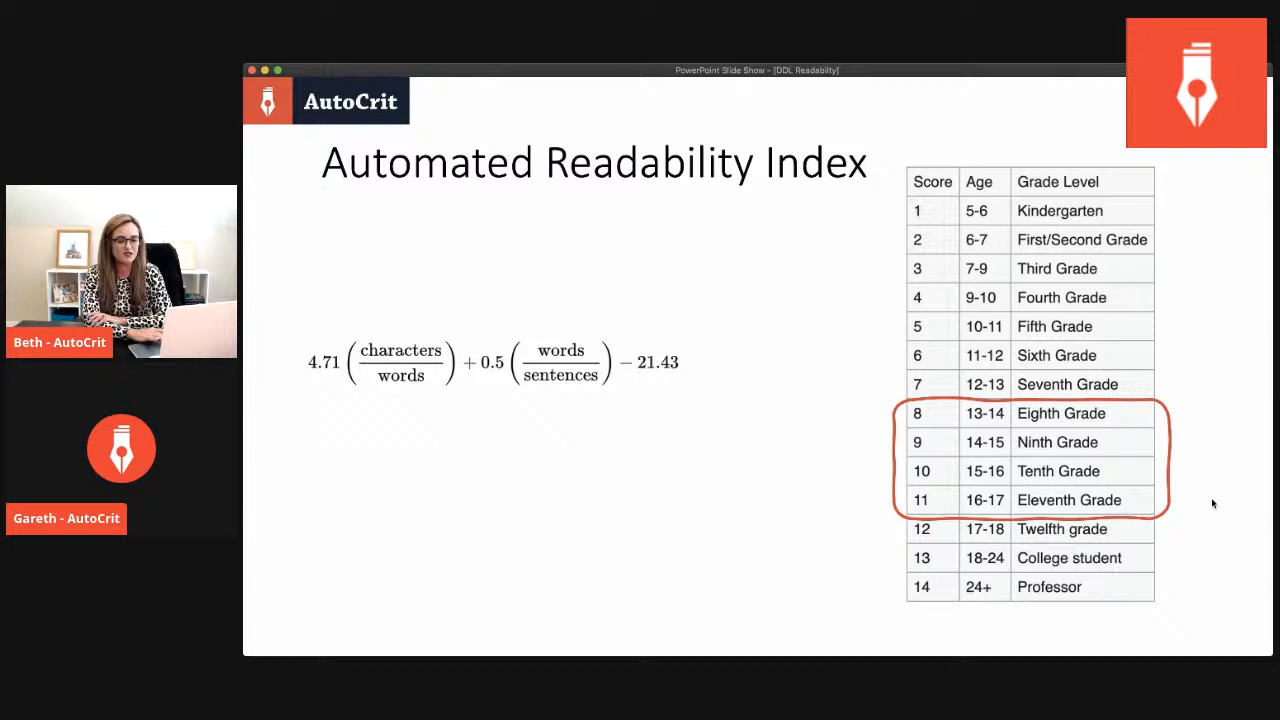 PowerPoint Slide Show - [DDL Readabilty]
AutoCrit
Automated Readability Index
4.71 (characters/words) + 0.5 (words/sentences) − 21.43
Score Age Grade Level
1 5-6 Kindergarten
2 6-7 First/Second Grade
3 7-9 Third Grade
4 9-10 Fourth Grade
5 10-11 Fifth Grade
6 11-12 Sixth Grade
7 12-13 Seventh Grade
8 13-14 Eighth Grade
9 14-15 Ninth Grade
10 15-16 Tenth Grade
11 16-17 Eleventh Grade
12 17-18 Twelfth grade
13 18-24 College student
14 24+ Professor
Beth - AutoCrit
Gareth - AutoCrit